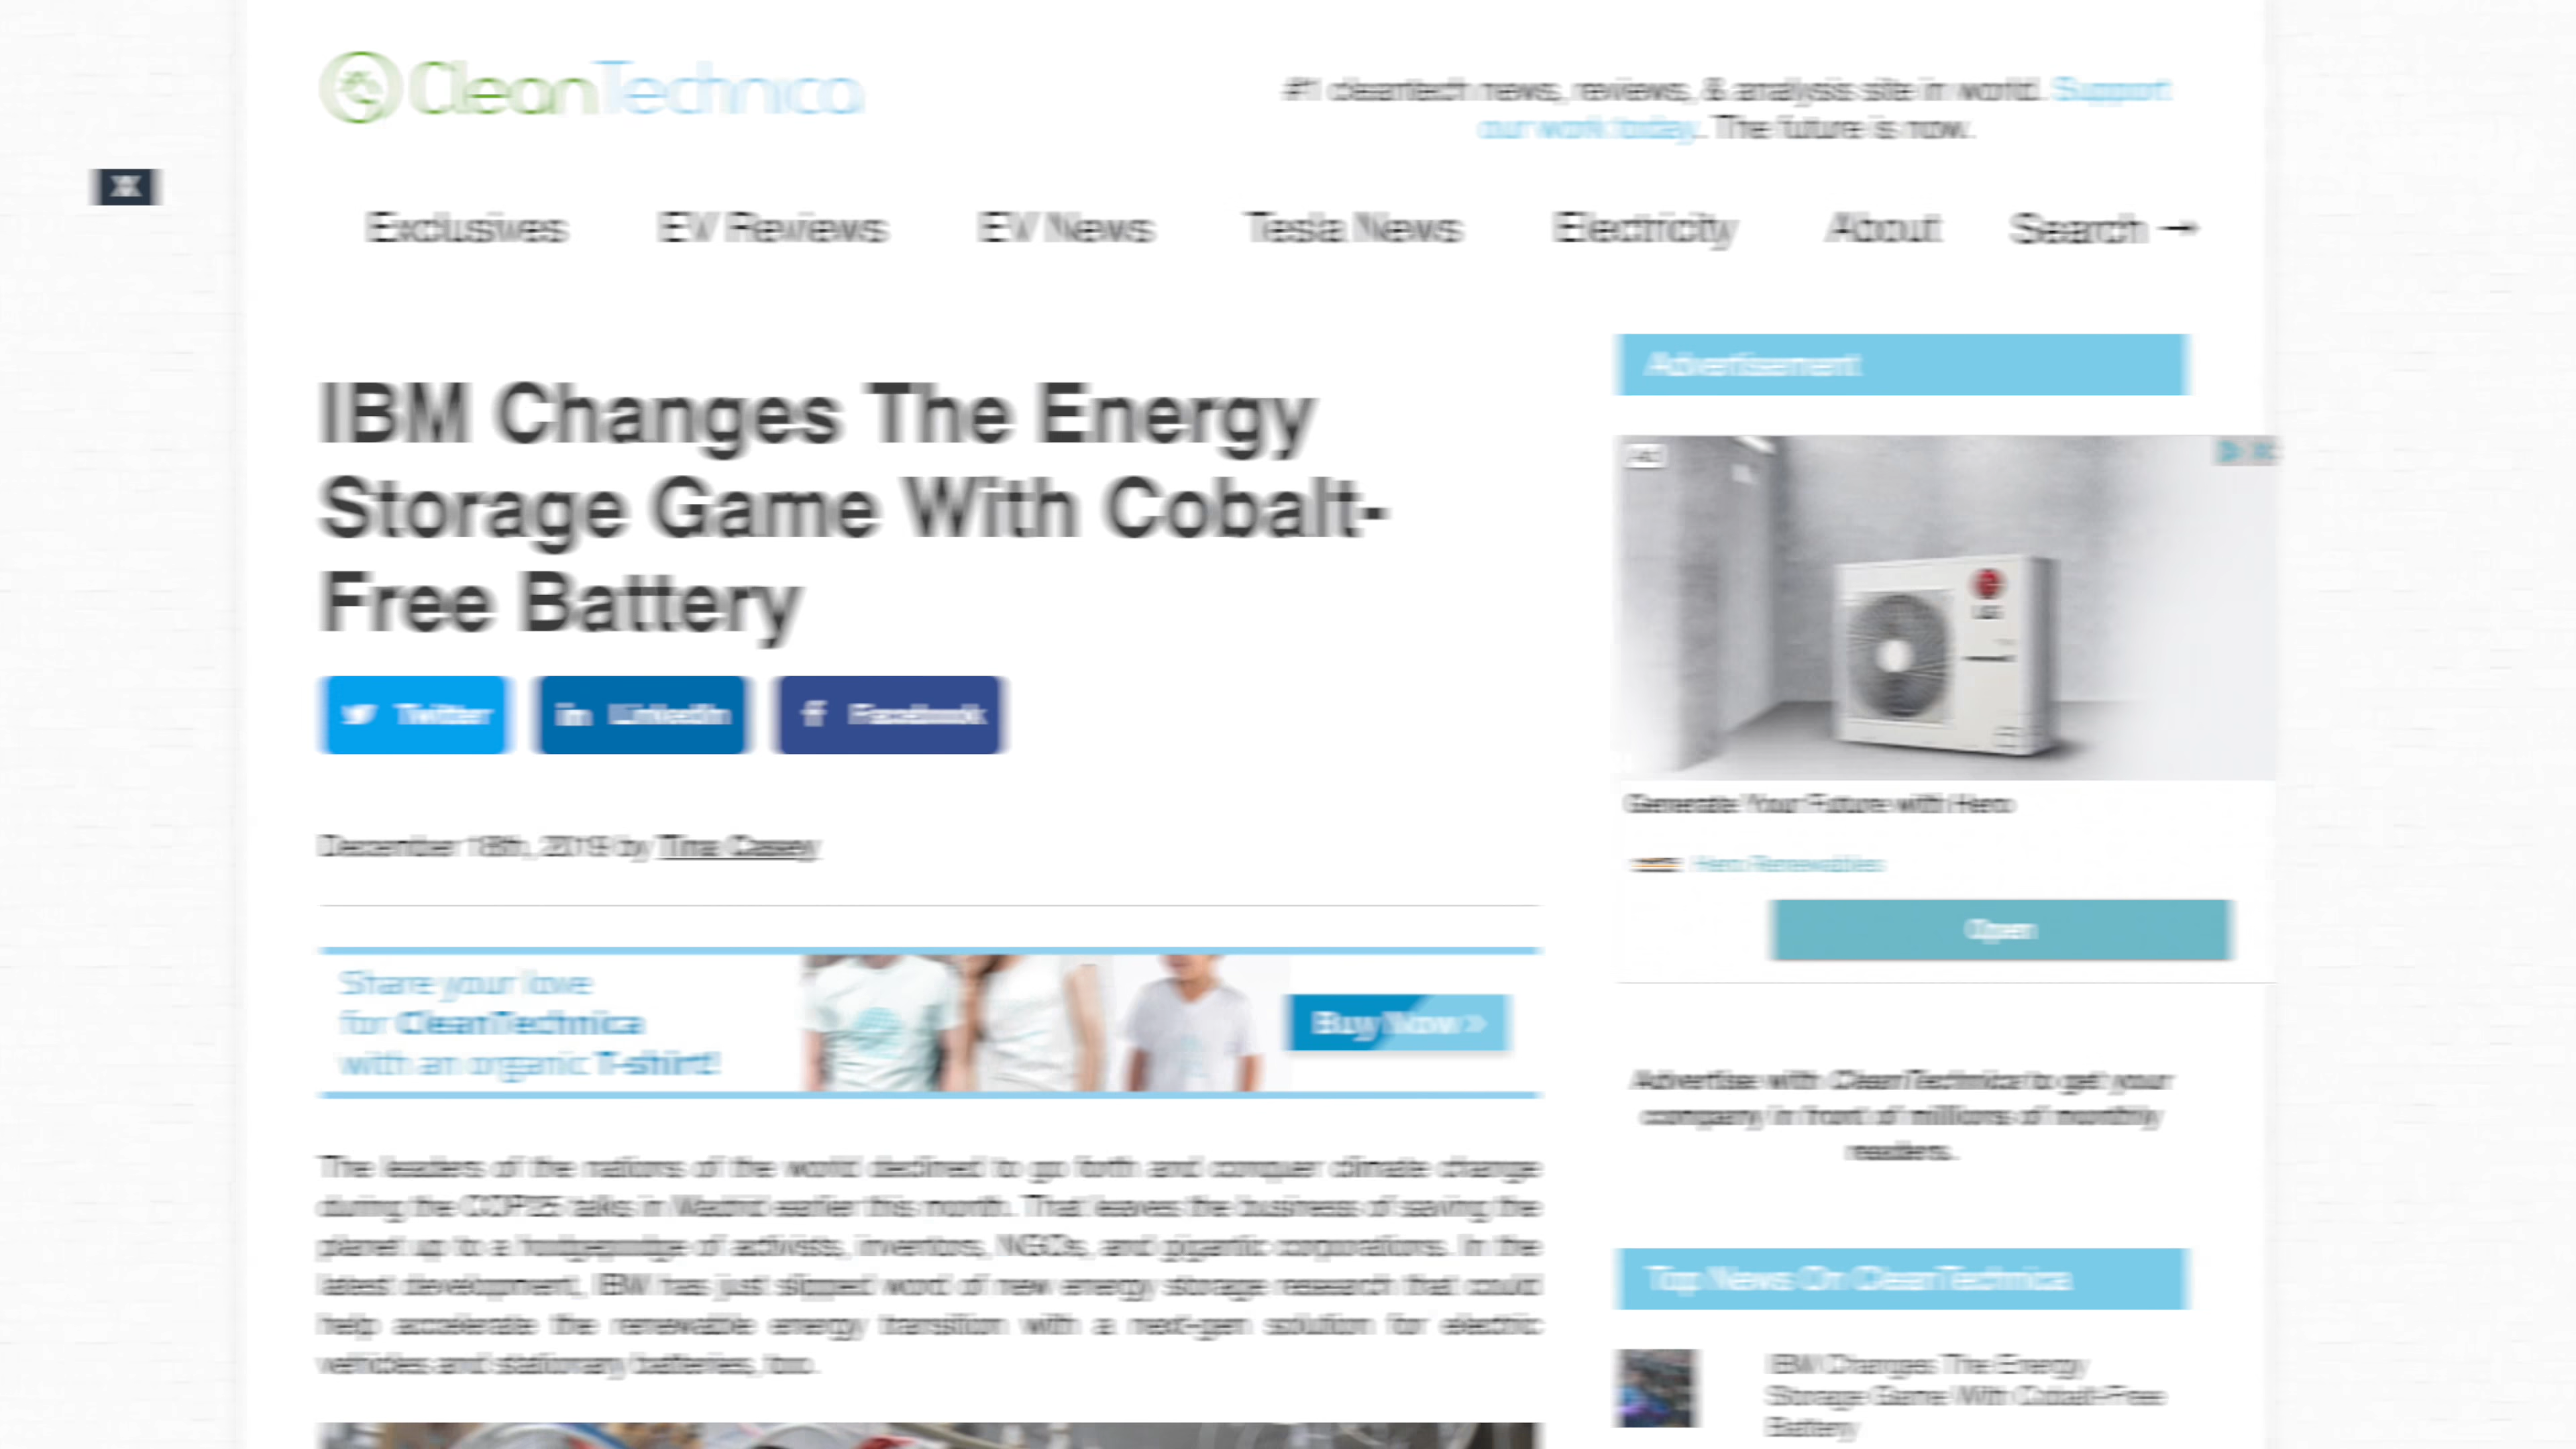 CleanTechnica
#1 cleantech news, reviews, & analysis site in world. Support
our work today. The future is now.
Exclusives EV Reviews EV News Tesla News Electricity About Search →
IBM Changes The Energy
Storage Game With Cobalt-
Free Battery
Twitter LinkedIn Facebook
December 18th, 2019 by Tina Casey
Share your love
for CleanTechnica
with an organic T-shirt!
Buy Now »
The leaders of the nations of the world declined to go forth and conquer climate change
during the COP25 talks in Madrid earlier this month. That leaves the business of saving the
planet up to a hodgepodge of activists, inventors, NGOs, and gigantic corporations. In the
latest development, IBM has just slipped word of new energy storage research that could
help accelerate the renewable energy transition with a next-gen solution for electric
vehicles and stationary batteries, too.
Advertisement
Ad
LG
Generate Your Future with Hero
Hero Renewables
Open
Advertise with CleanTechnica to get your
company in front of millions of monthly
readers.
Top News On CleanTechnica
IBM Changes The Energy
Storage Game With Cobalt-Free
Battery